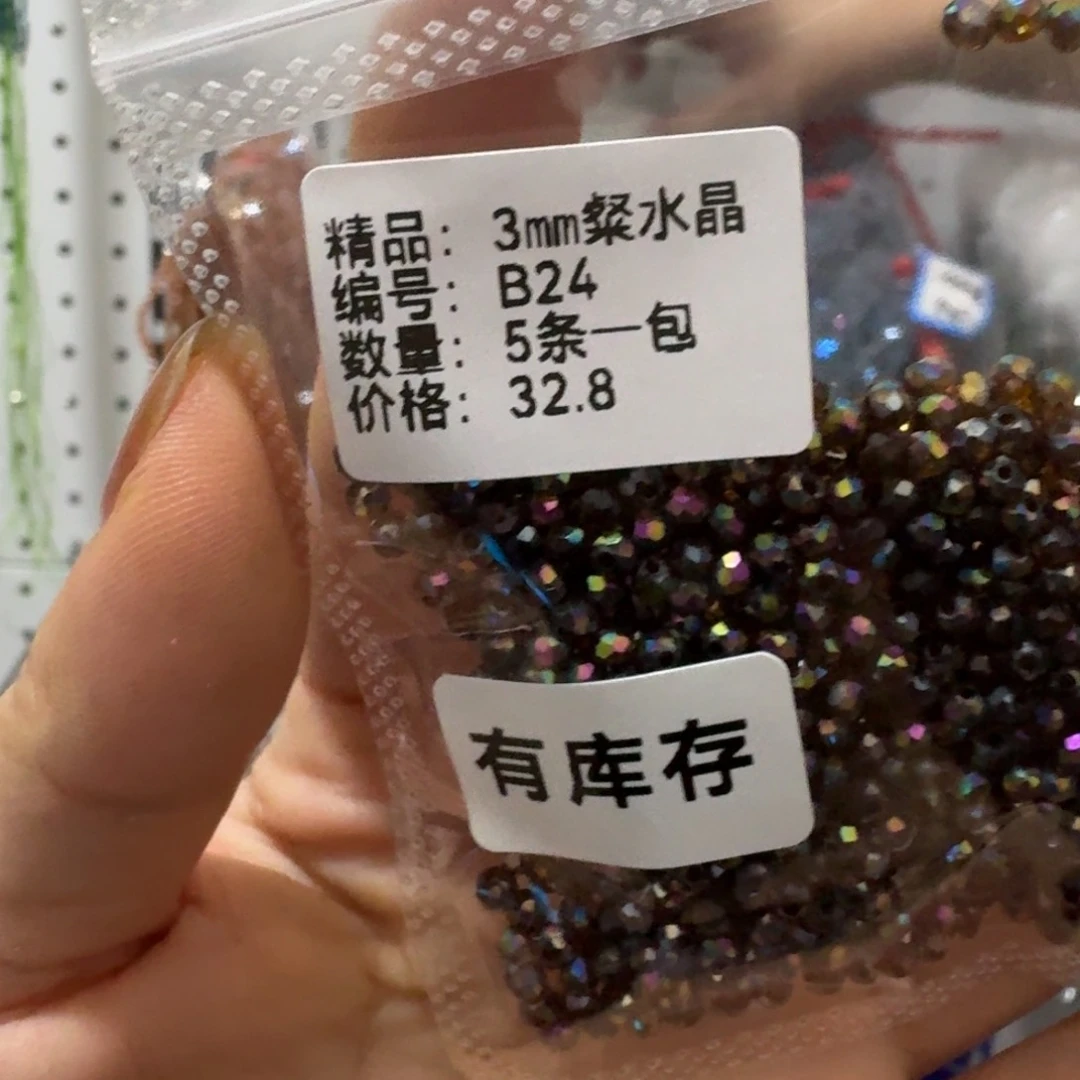 精品：3mm粲水晶
编号：B24
数量：5条一包
价格：32.8
有库存